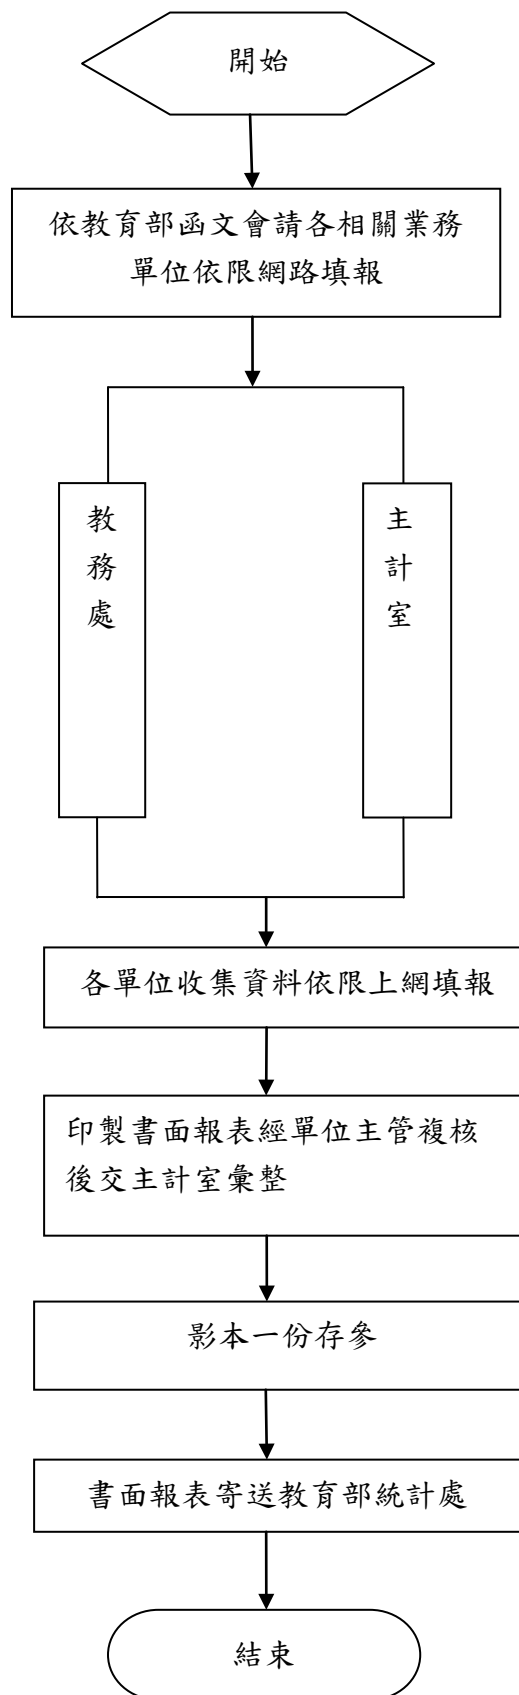 開始
依教育部函文會請各相關業務
單位依限網路填報
教務處
主計室
各單位收集資料依限上網填報
印製書面報表經單位主管複核
後交主計室彙整
影本一份存參
書面報表寄送教育部統計處
結束